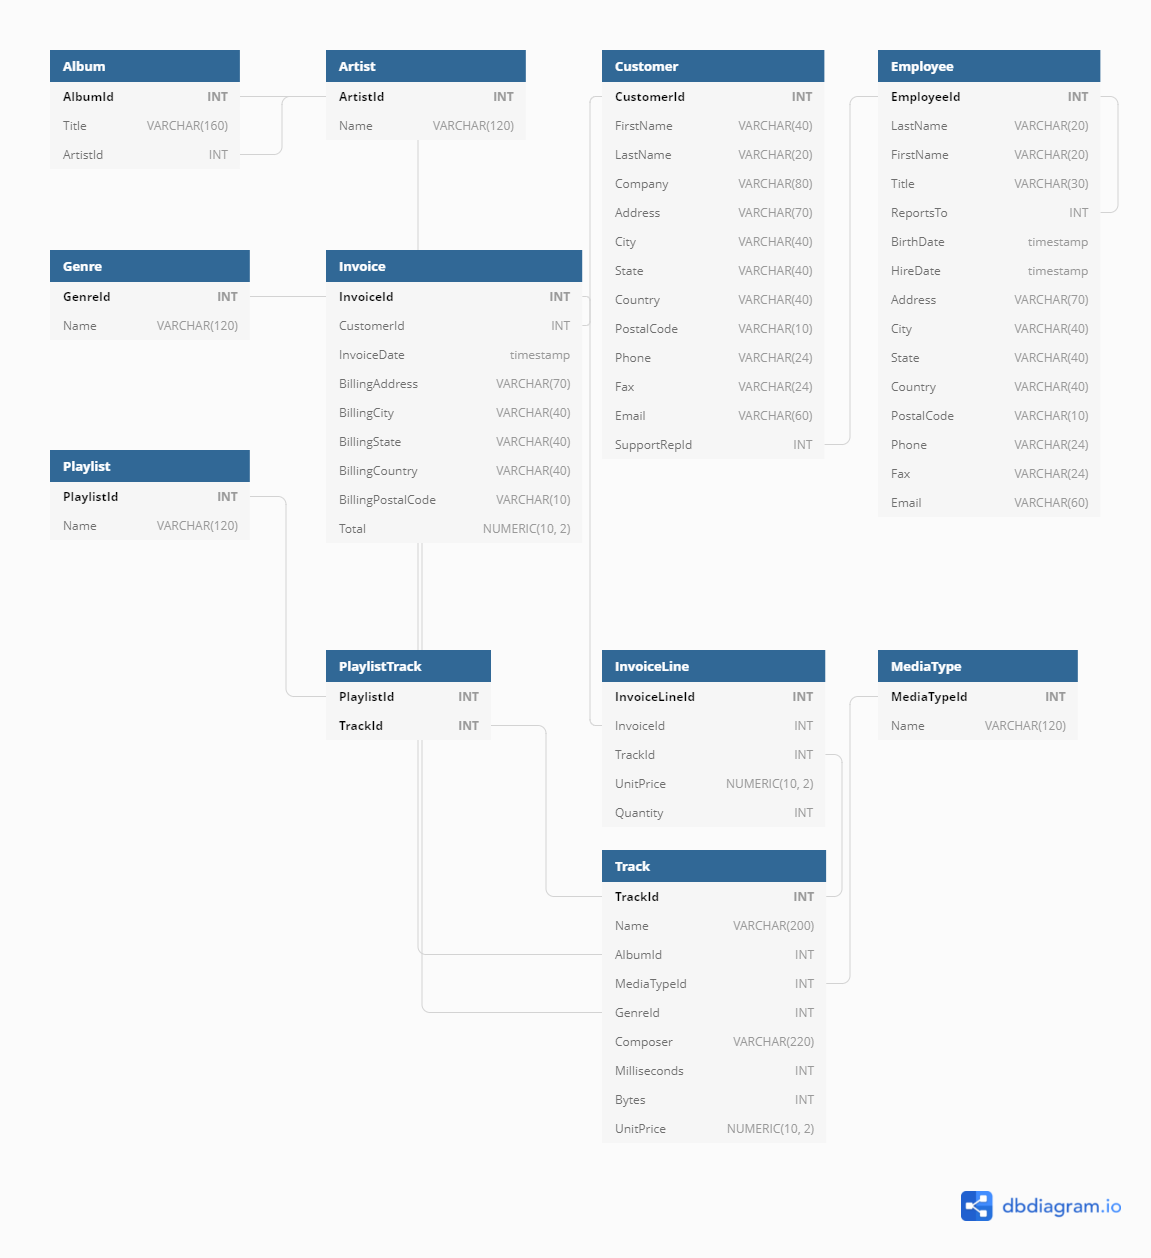 Album
AlbumId INT
Title VARCHAR(160)
ArtistId INT
Artist
ArtistId INT
Name VARCHAR(120)
Customer
CustomerId INT
FirstName VARCHAR(40)
LastName VARCHAR(20)
Company VARCHAR(80)
Address VARCHAR(70)
City VARCHAR(40)
State VARCHAR(40)
Country VARCHAR(40)
PostalCode VARCHAR(10)
Phone VARCHAR(24)
Fax VARCHAR(24)
Email VARCHAR(60)
SupportRepId INT
Employee
EmployeeId INT
LastName VARCHAR(20)
FirstName VARCHAR(20)
Title VARCHAR(30)
ReportsTo INT
BirthDate timestamp
HireDate timestamp
Address VARCHAR(70)
City VARCHAR(40)
State VARCHAR(40)
Country VARCHAR(40)
PostalCode VARCHAR(10)
Phone VARCHAR(24)
Fax VARCHAR(24)
Email VARCHAR(60)
Genre
GenreId INT
Name VARCHAR(120)
Invoice
InvoiceId INT
CustomerId INT
InvoiceDate timestamp
BillingAddress VARCHAR(70)
BillingCity VARCHAR(40)
BillingState VARCHAR(40)
BillingCountry VARCHAR(40)
BillingPostalCode VARCHAR(10)
Total NUMERIC(10, 2)
Playlist
PlaylistId INT
Name VARCHAR(120)
PlaylistTrack
PlaylistId INT
TrackId INT
InvoiceLine
InvoiceLineId INT
InvoiceId INT
TrackId INT
UnitPrice NUMERIC(10, 2)
Quantity INT
MediaType
MediaTypeId INT
Name VARCHAR(120)
Track
TrackId INT
Name VARCHAR(200)
AlbumId INT
MediaTypeId INT
GenreId INT
Composer VARCHAR(220)
Milliseconds INT
Bytes INT
UnitPrice NUMERIC(10, 2)
dbdiagram.io